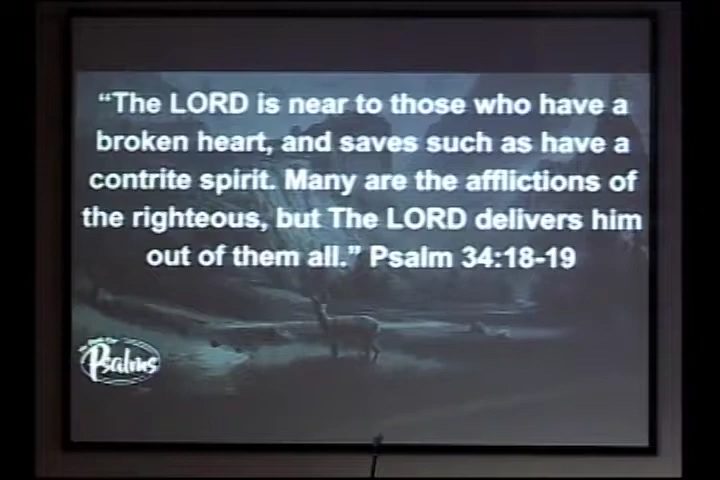 “The LORD is near to those who have a
broken heart, and saves such as have a
contrite spirit. Many are the afflictions of
the righteous, but The LORD delivers him
out of them all.” Psalm 34:18-19
Psalms